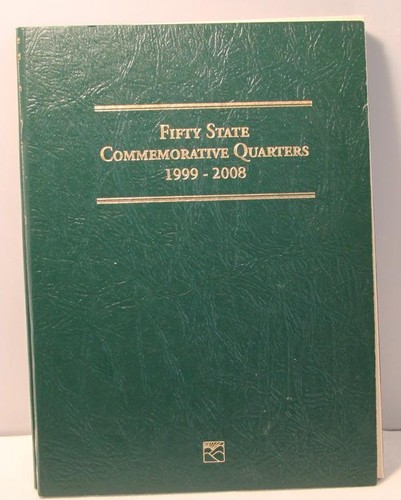 FIFTY STATE
COMMEMORATIVE QUARTERS
1999 - 2008